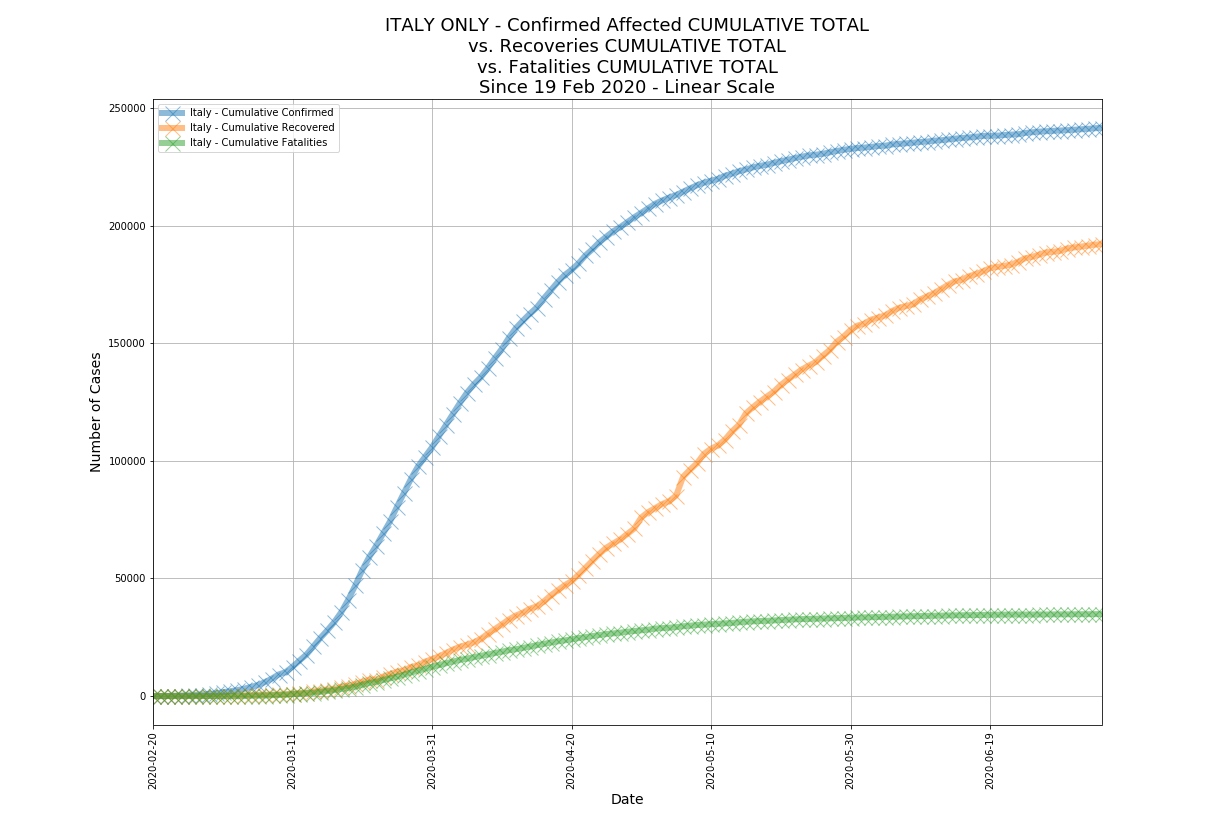 ITALY ONLY - Confirmed Affected CUMULATIVE TOTAL
vs. Recoveries CUMULATIVE TOTAL
vs. Fatalities CUMULATIVE TOTAL
Since 19 Feb 2020 - Linear Scale
Italy - Cumulative Confirmed
Italy - Cumulative Recovered
Italy - Cumulative Fatalities
Number of Cases
250000
200000
150000
100000
50000
0
2020-02-20
2020-03-11
2020-03-31
2020-04-20
2020-05-10
2020-05-30
2020-06-19
Date